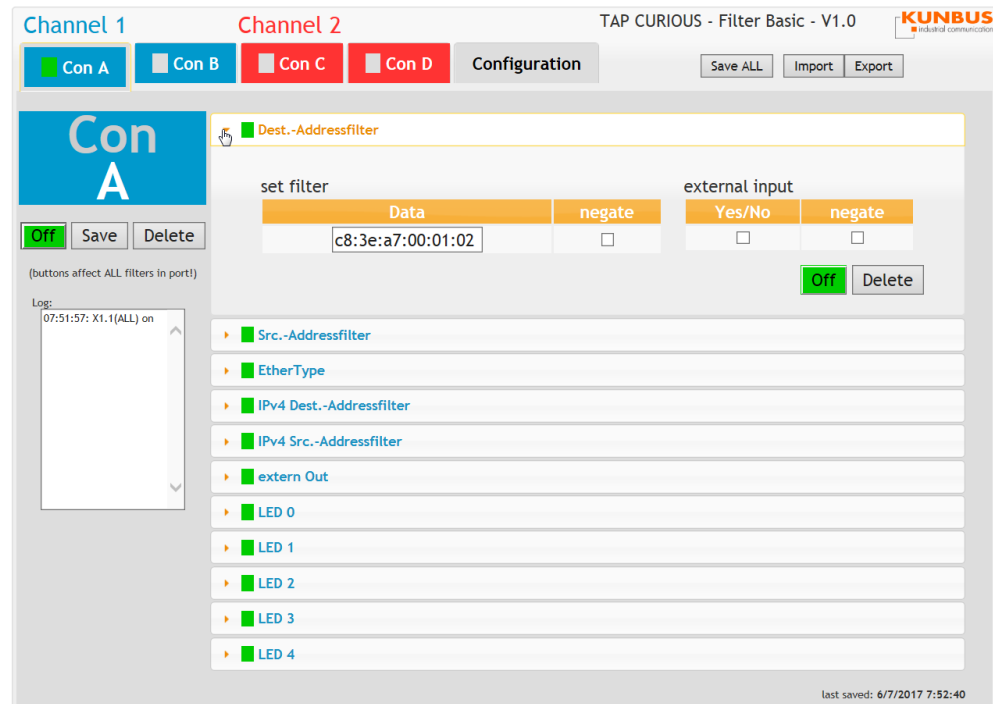 Channel 1
Channel 2
TAP CURIOUS - Filter Basic - V1.0
KUNBUS
industrial communication
Con A
Con B
Con C
Con D
Configuration
Save ALL
Import
Export
Con
A
Off
Save
Delete
(buttons affect ALL filters in port!)
Log:
07:51:57: X1.1(ALL) on
Dest.-Addressfilter
set filter
external input
Data
negate
Yes/No
negate
c8:3e:a7:00:01:02
Off
Delete
Src.-Addressfilter
EtherType
IPv4 Dest.-Addressfilter
IPv4 Src.-Addressfilter
extern Out
LED 0
LED 1
LED 2
LED 3
LED 4
last saved: 6/7/2017 7:52:40